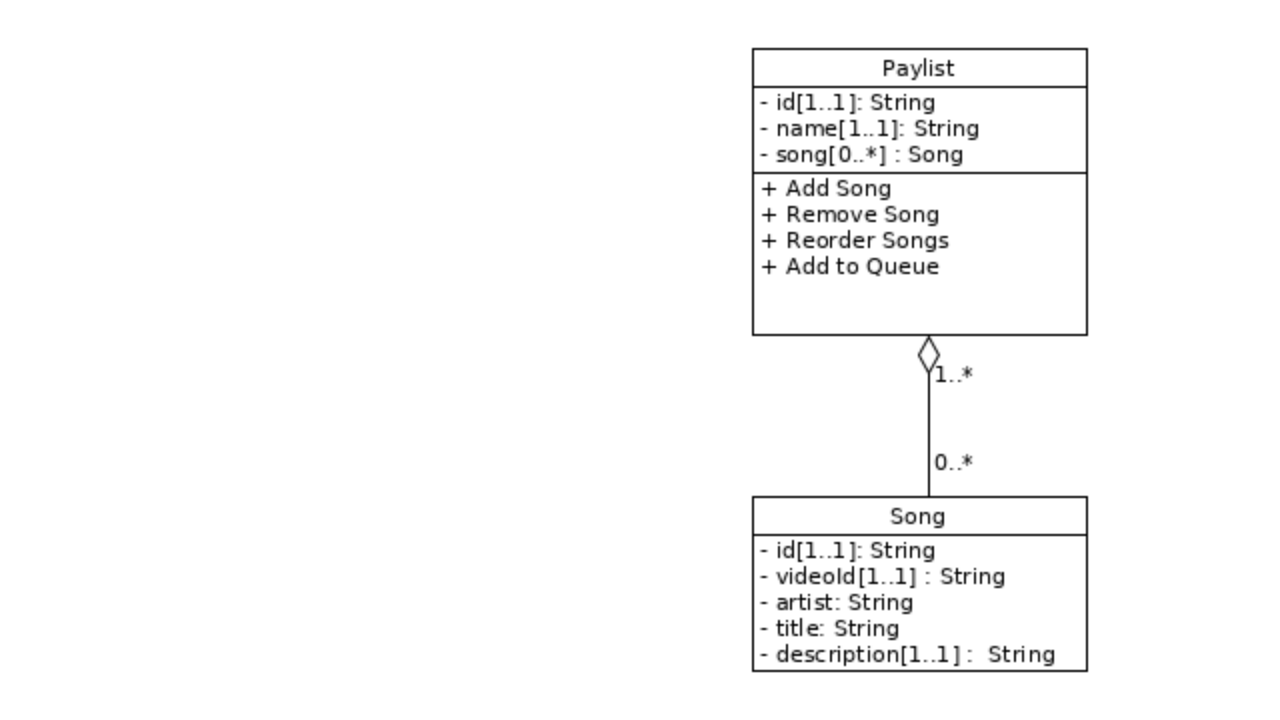 Paylist
- id[1..1]: String
- name[1..1]: String
- song[0..*] : Song
+ Add Song
+ Remove Song
+ Reorder Songs
+ Add to Queue
1..*
0..*
Song
- id[1..1]: String
- videoId[1..1] : String
- artist: String
- title: String
- description[1..1] :  String